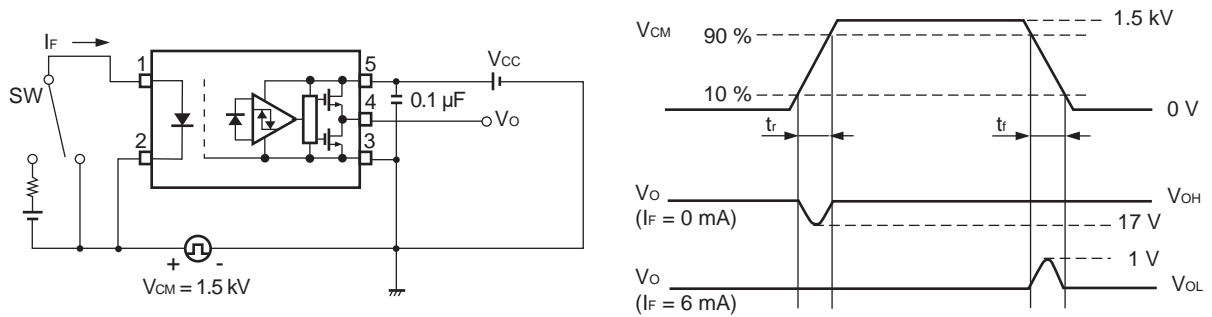 IF
SW
1
2
5
4
3
VCC
0.1 µF
VO
+ -
VCM = 1.5 kV
VCM
90 %
10 %
1.5 kV
0 V
tr
tf
VO
(IF = 0 mA)
VOH
17 V
1 V
VO
(IF = 6 mA)
VOL